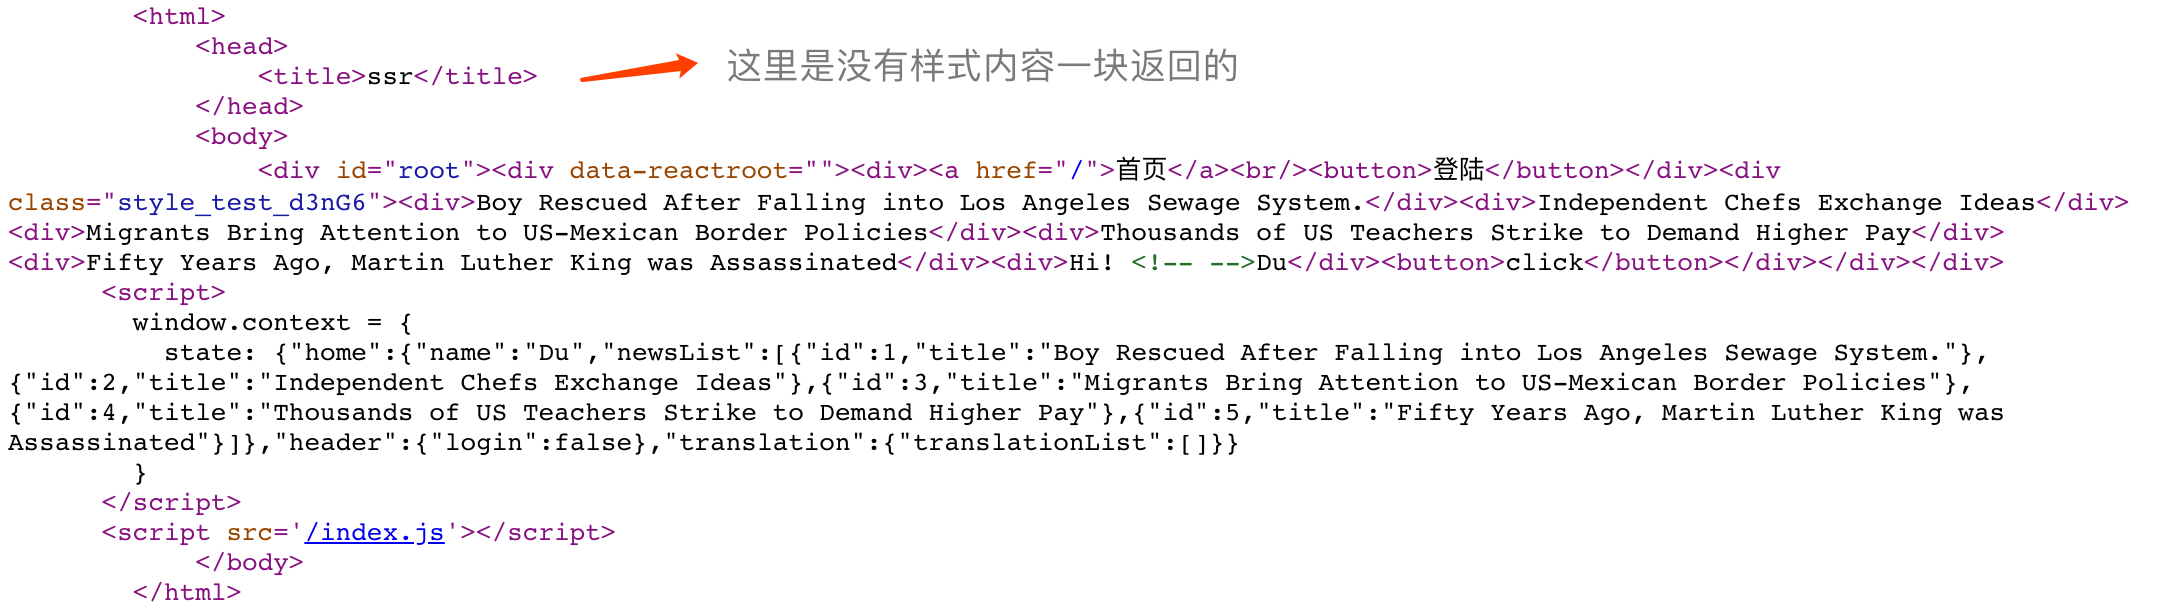 <html>
<head>
<title>ssr</title> 这里是没有样式内容一块返回的
</head>
<body>
<div id="root"><div data-reactroot=""><div><a href="/">首页</a><br/><button>登陆</button></div><div
class="style_test_d3nG6"><div>Boy Rescued After Falling into Los Angeles Sewage System.</div><div>Independent Chefs Exchange Ideas</div>
<div>Migrants Bring Attention to US-Mexican Border Policies</div><div>Thousands of US Teachers Strike to Demand Higher Pay</div>
<div>Fifty Years Ago, Martin Luther King was Assassinated</div><div>Hi! <!-- -->Du</div><button>click</button></div></div></div>
<script>
window.context = {
state: {"home":{"name":"Du","newsList":[{"id":1,"title":"Boy Rescued After Falling into Los Angeles Sewage System."},
{"id":2,"title":"Independent Chefs Exchange Ideas"},{"id":3,"title":"Migrants Bring Attention to US-Mexican Border Policies"},
{"id":4,"title":"Thousands of US Teachers Strike to Demand Higher Pay"},{"id":5,"title":"Fifty Years Ago, Martin Luther King was
Assassinated"}]},"header":{"login":false},"translation":{"translationList":[]}}
}
</script>
<script src='/index.js'></script>
</body>
</html>